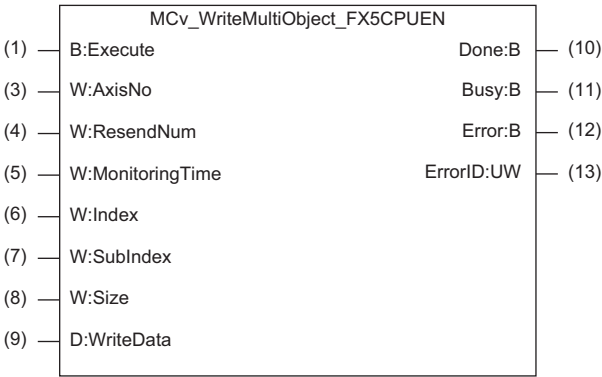 MCv_WriteMultiObject_FX5CPUEN
(1) B:Execute Done:B (10)
(3) W:AxisNo Busy:B (11)
(4) W:ResendNum Error:B (12)
(5) W:MonitoringTime ErrorID:UW (13)
(6) W:Index
(7) W:SubIndex
(8) W:Size
(9) D:WriteData